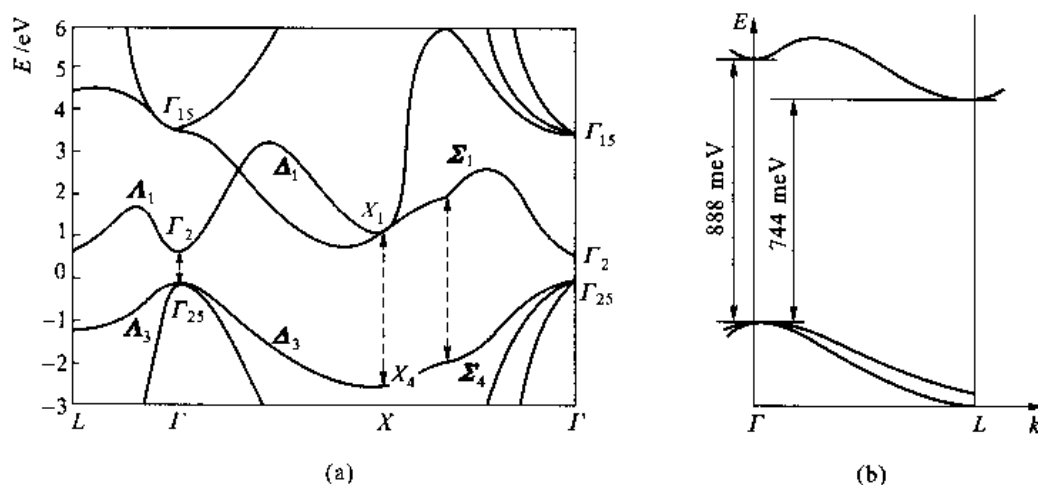 E/eV
6
5
4
3
2
1
0
−1
−2
−3
Γ₁₅
Λ₁
Γ₂
Δ₁
X₁
Σ₁
Γ₁₅
Γ₂
Γ₂₅
Λ₃
Γ₂₅
Δ₃
X₄
Σ₄
L
Γ
X
Γ
(a)
E
888 meV
744 meV
Γ
L
k
(b)